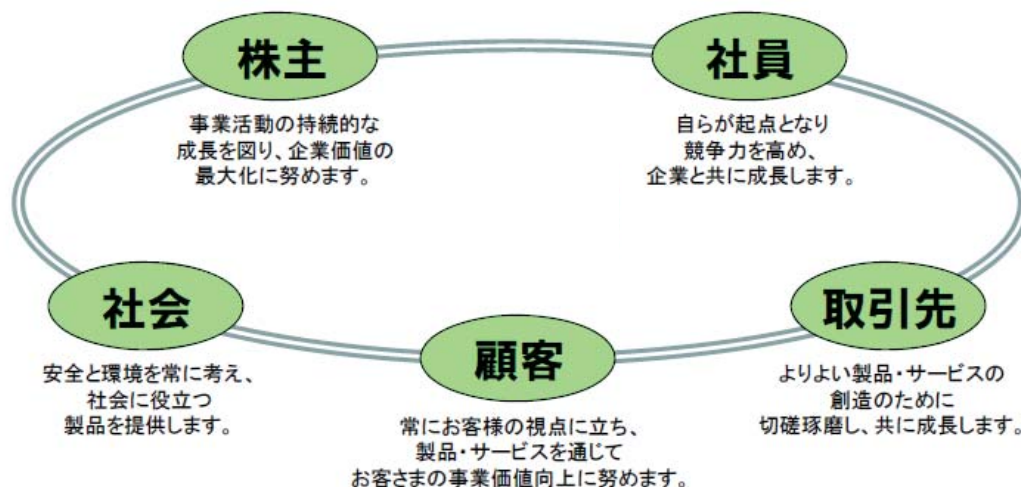 株主
事業活動の持続的な
成長を図り、企業価値の
最大化に努めます。
社員
自らが起点となり
競争力を高め、
企業と共に成長します。
社会
安全と環境を常に考え、
社会に役立つ
製品を提供します。
顧客
常にお客様の視点に立ち、
製品・サービスを通じて
お客さまの事業価値向上に努めます。
取引先
よりよい製品・サービスの
創造のために
切磋琢磨し、共に成長します。